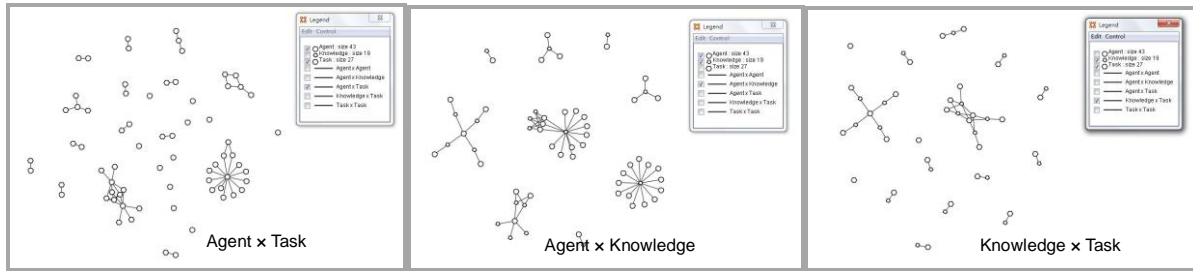 Legend
Edit Control
Agent : size 43
Knowledge : size 19
Task : size 27
Agent x Agent
Agent x Knowledge
Agent x Task
Knowledge x Task
Task x Task
Agent × Task
Legend
Edit Control
Agent : size 43
Knowledge : size 19
Task : size 27
Agent x Agent
Agent x Knowledge
Agent x Task
Knowledge x Task
Task x Task
Agent × Knowledge
Legend
Edit Control
Agent : size 43
Knowledge : size 19
Task : size 27
Agent x Agent
Agent x Knowledge
Agent x Task
Knowledge x Task
Task x Task
Knowledge × Task